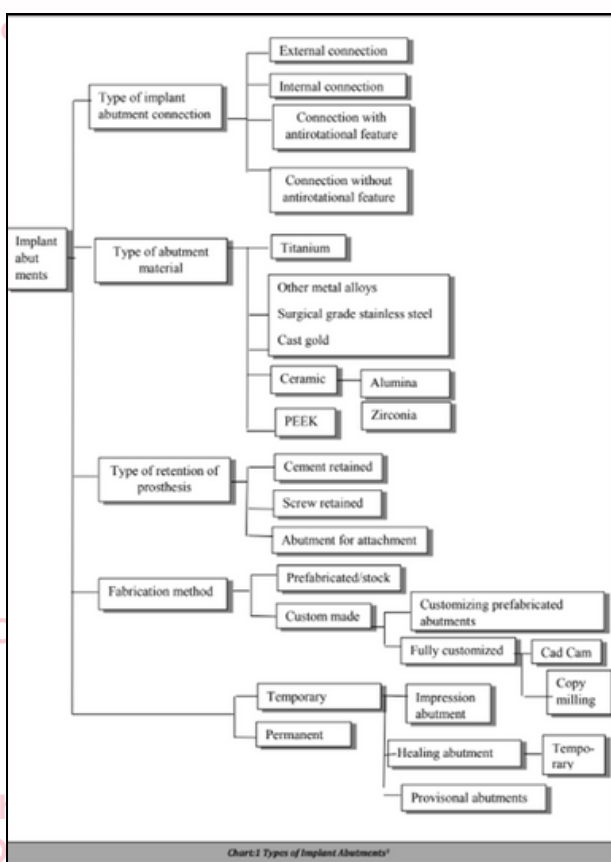 External connection
Type of implant
abutment connection
Internal connection
Connection with
antirotational feature
Connection without
antirotational feature
Implant
abut
ments
Type of abutment
material
Titanium
Other metal alloys
Surgical grade stainless steel
Cast gold
Ceramic
Alumina
PEEK
Zirconia
Type of retention of
prosthesis
Cement retained
Screw retained
Abutment for attachment
Fabrication method
Prefabricated/stock
Custom made
Customizing prefabricated
abutments
Fully customized
Cad Cam
Copy
milling
Temporary
Permanent
Impression
abutment
Healing abutment
Tempo-
rary
Provisonal abutments
Chart:1 Types of Implant Abutments¹